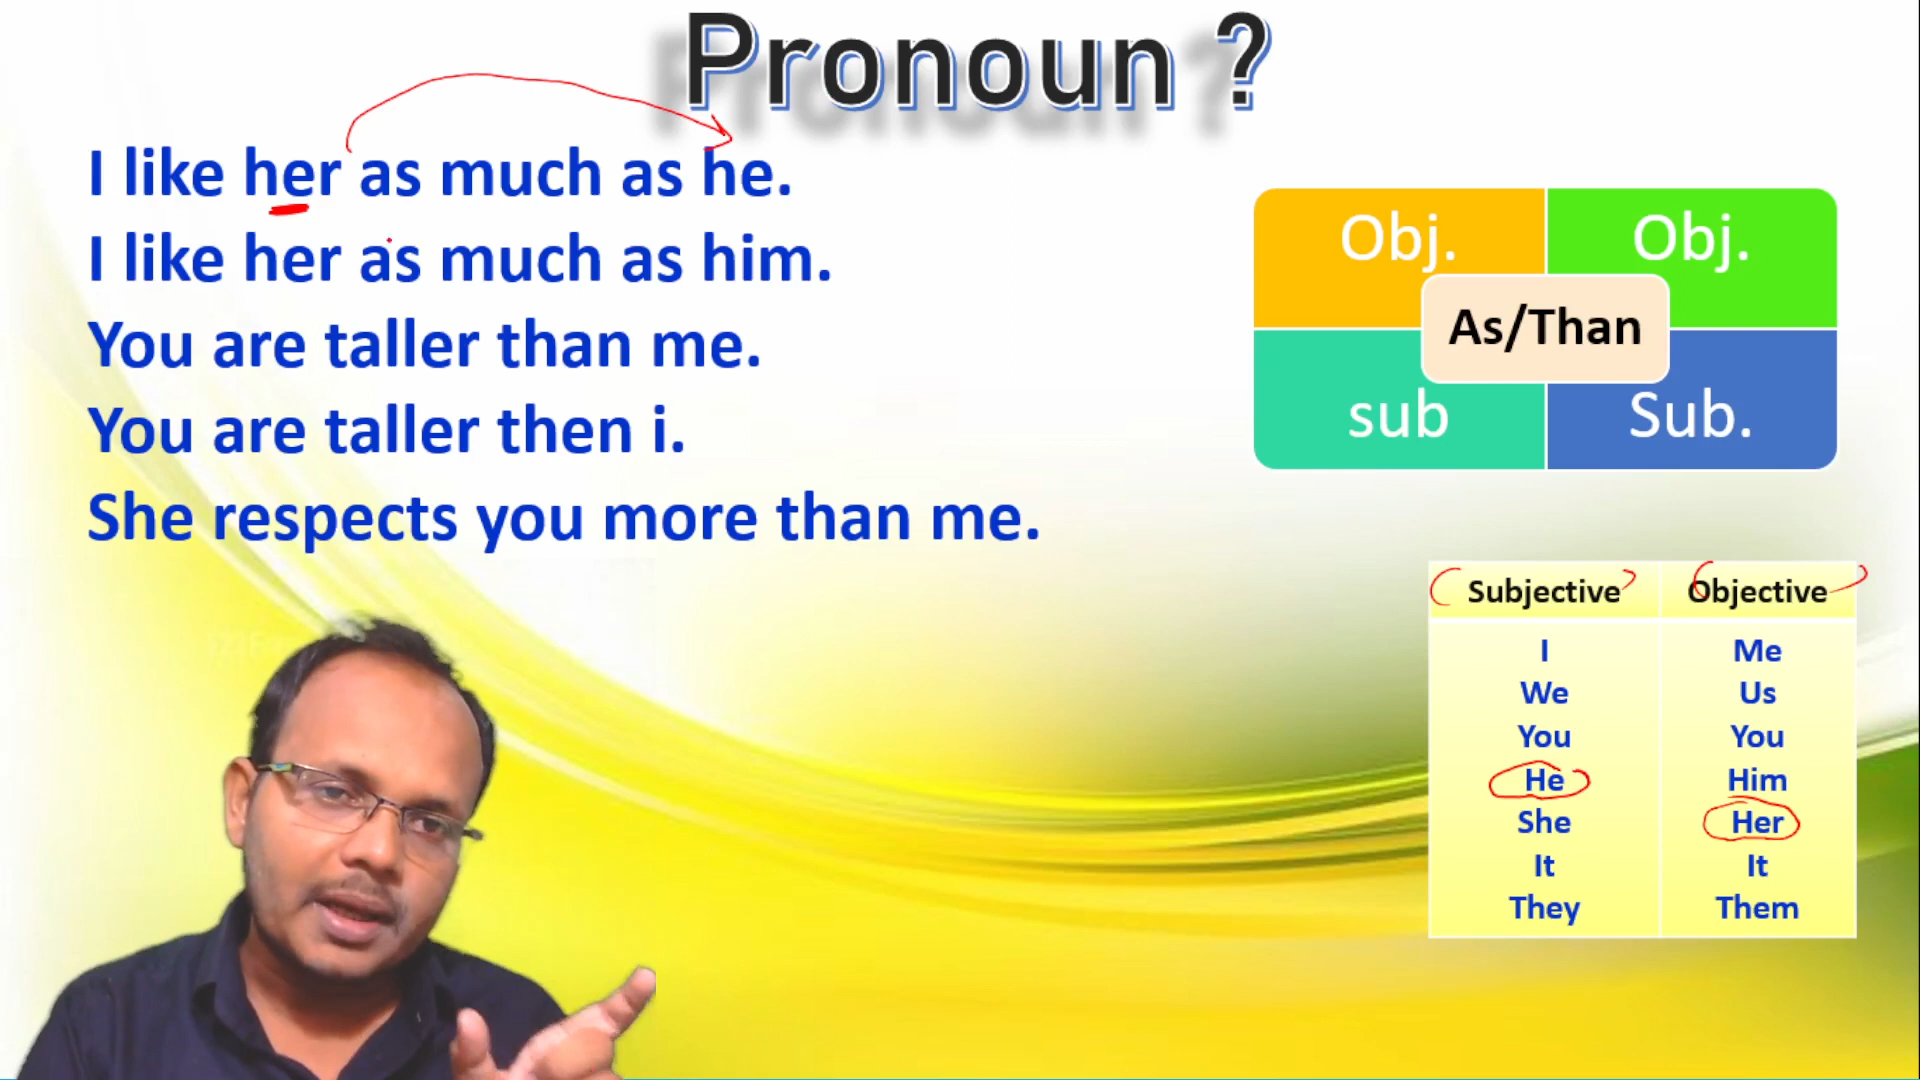 Pronoun ?
I like her as much as he.
I like her as much as him.
You are taller than me.
You are taller then i.
She respects you more than me.
Obj. Obj.
As/Than
sub Sub.
Subjective Objective
I Me
We Us
You You
He Him
She Her
It It
They Them